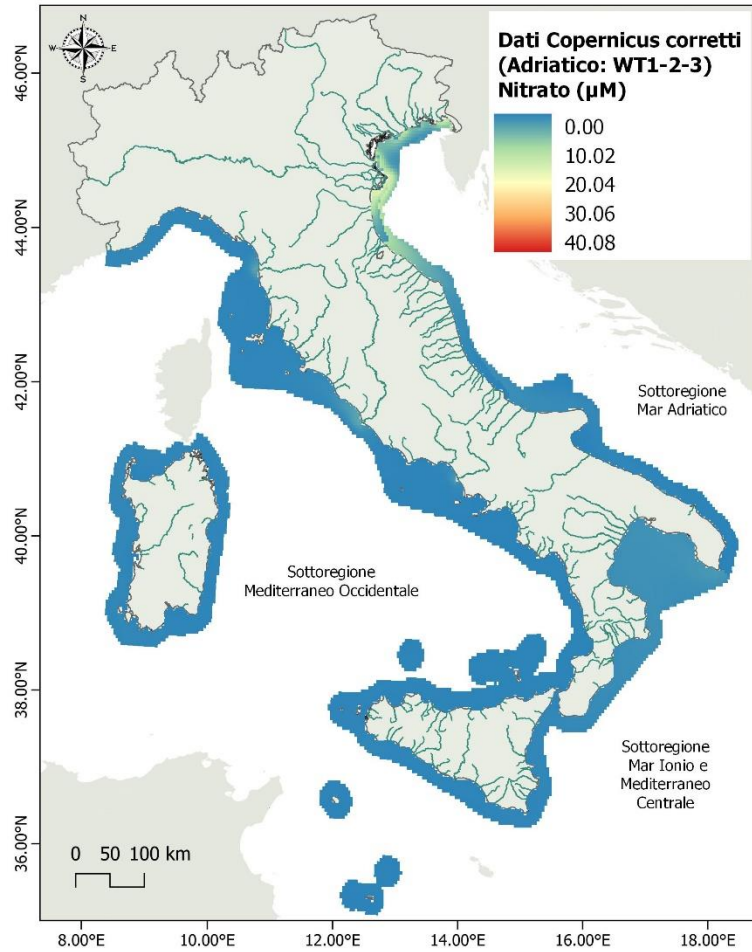 N
W
E
S
Dati Copernicus corretti
(Adriatico: WT1-2-3)
Nitrato (µM)
0.00
10.02
20.04
30.06
40.08
46.00°N
44.00°N
42.00°N
40.00°N
38.00°N
36.00°N
Sottoregione
Mar Adriatico
Sottoregione
Mediterraneo Occidentale
Sottoregione
Mar Ionio e
Mediterraneo
Centrale
0 50 100 km
8.00°E 10.00°E 12.00°E 14.00°E 16.00°E 18.00°E